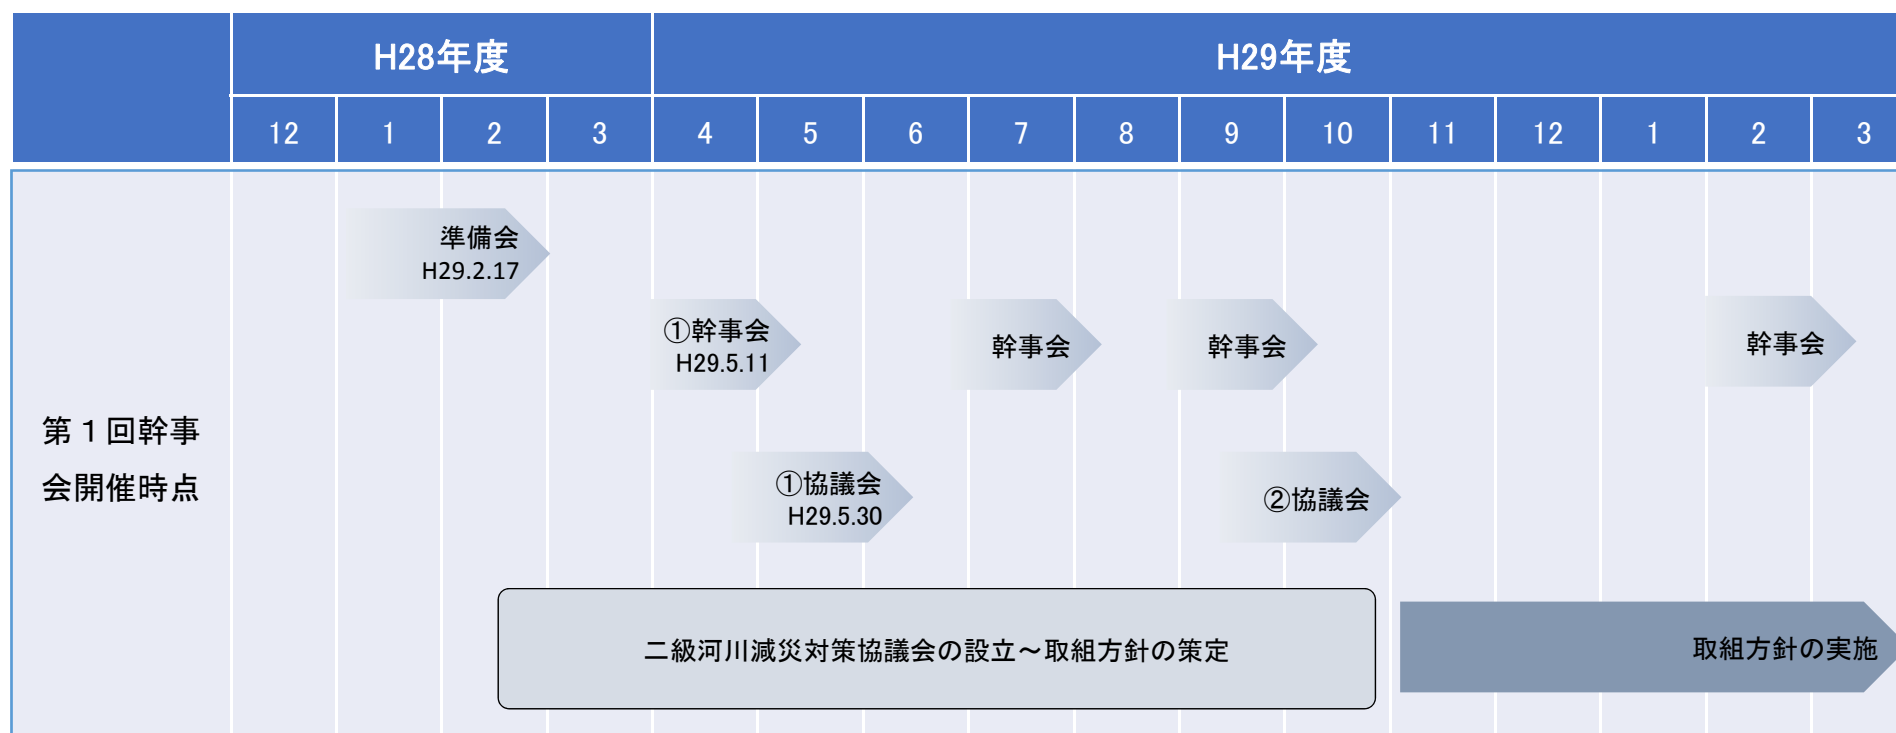 H28年度
H29年度
12 1 2 3 4 5 6 7 8 9 10 11 12 1 2 3
準備会
H29.2.17
①幹事会
H29.5.11
幹事会
幹事会
幹事会
第１回幹事
会開催時点
①協議会
H29.5.30
②協議会
二級河川減災対策協議会の設立～取組方針の策定
取組方針の実施